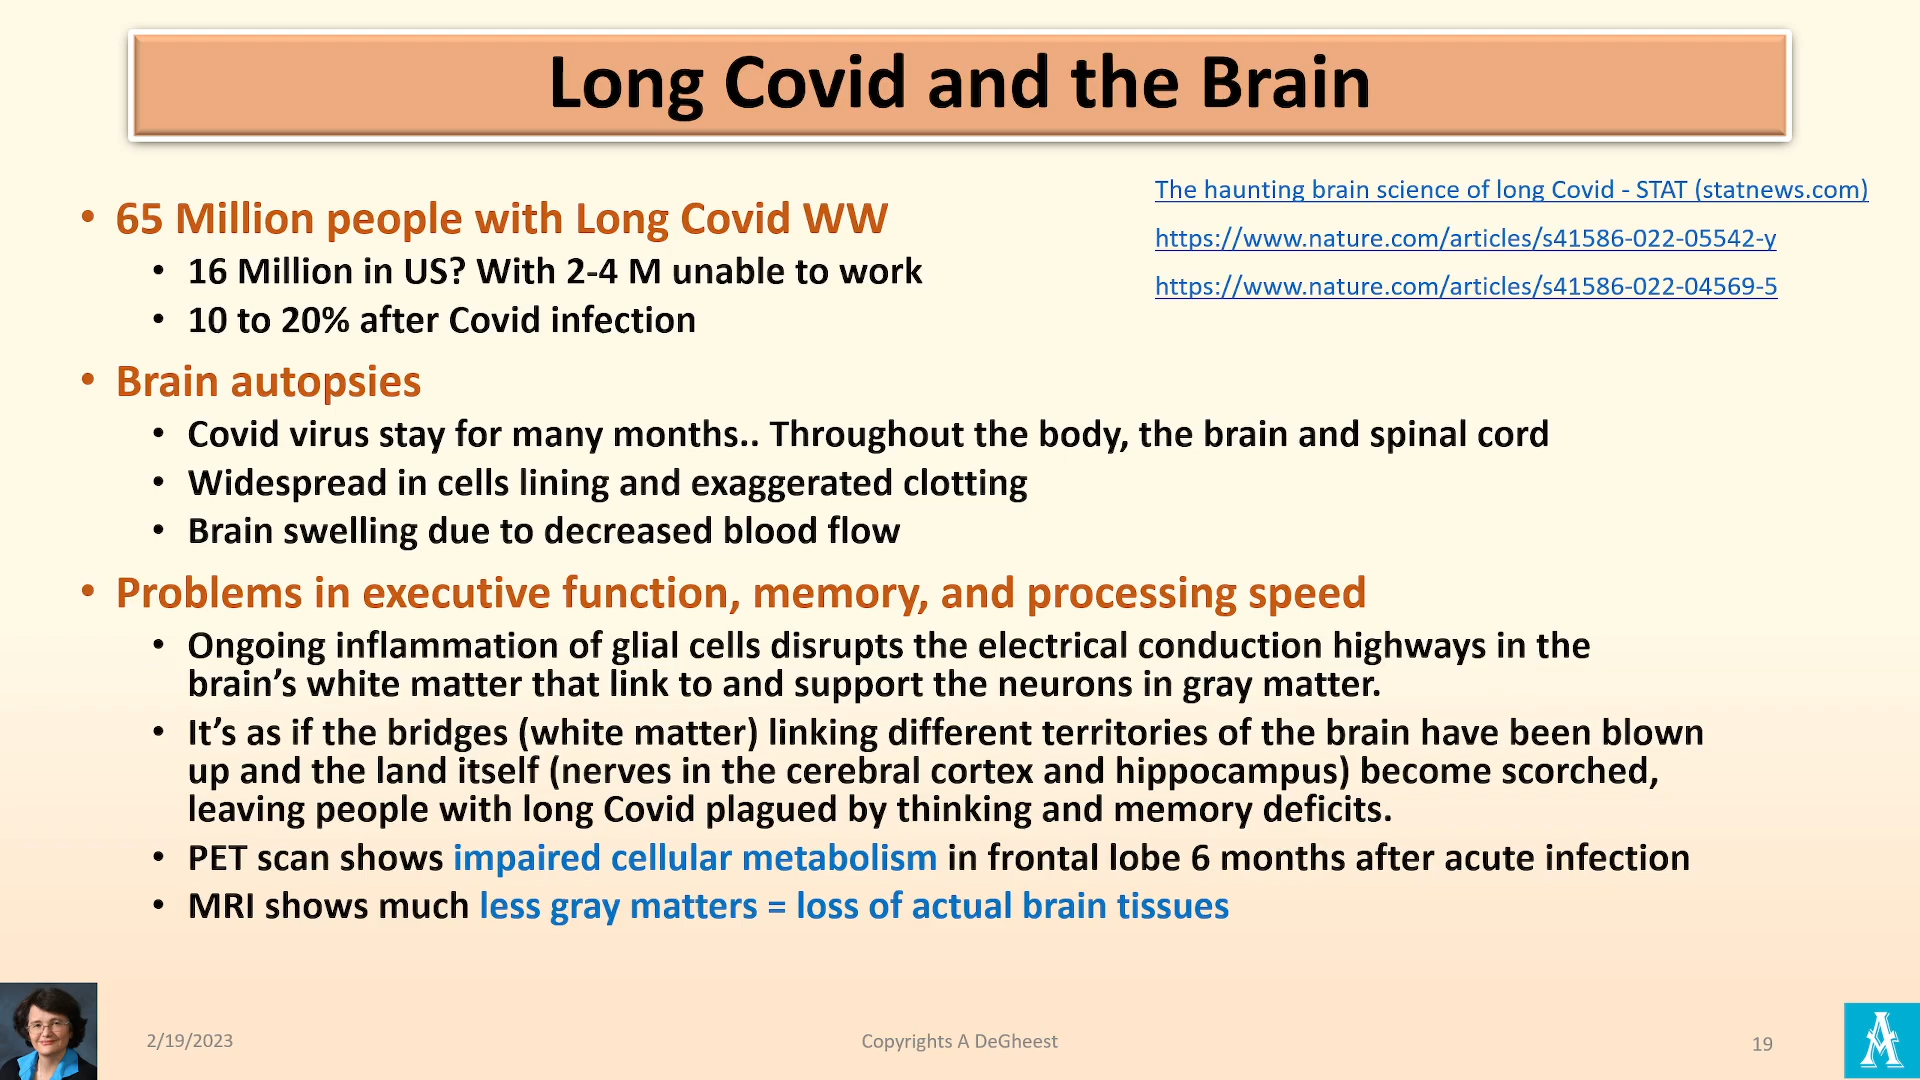 Long Covid and the Brain
The haunting brain science of long Covid - STAT (statnews.com)
https://www.nature.com/articles/s41586-022-05542-y
https://www.nature.com/articles/s41586-022-04569-5
• 65 Million people with Long Covid WW
• 16 Million in US? With 2-4 M unable to work
• 10 to 20% after Covid infection
• Brain autopsies
• Covid virus stay for many months.. Throughout the body, the brain and spinal cord
• Widespread in cells lining and exaggerated clotting
• Brain swelling due to decreased blood flow
• Problems in executive function, memory, and processing speed
• Ongoing inflammation of glial cells disrupts the electrical conduction highways in the
brain’s white matter that link to and support the neurons in gray matter.
• It’s as if the bridges (white matter) linking different territories of the brain have been blown
up and the land itself (nerves in the cerebral cortex and hippocampus) become scorched,
leaving people with long Covid plagued by thinking and memory deficits.
• PET scan shows impaired cellular metabolism in frontal lobe 6 months after acute infection
• MRI shows much less gray matters = loss of actual brain tissues
2/19/2023
Copyrights A DeGheest
19
A